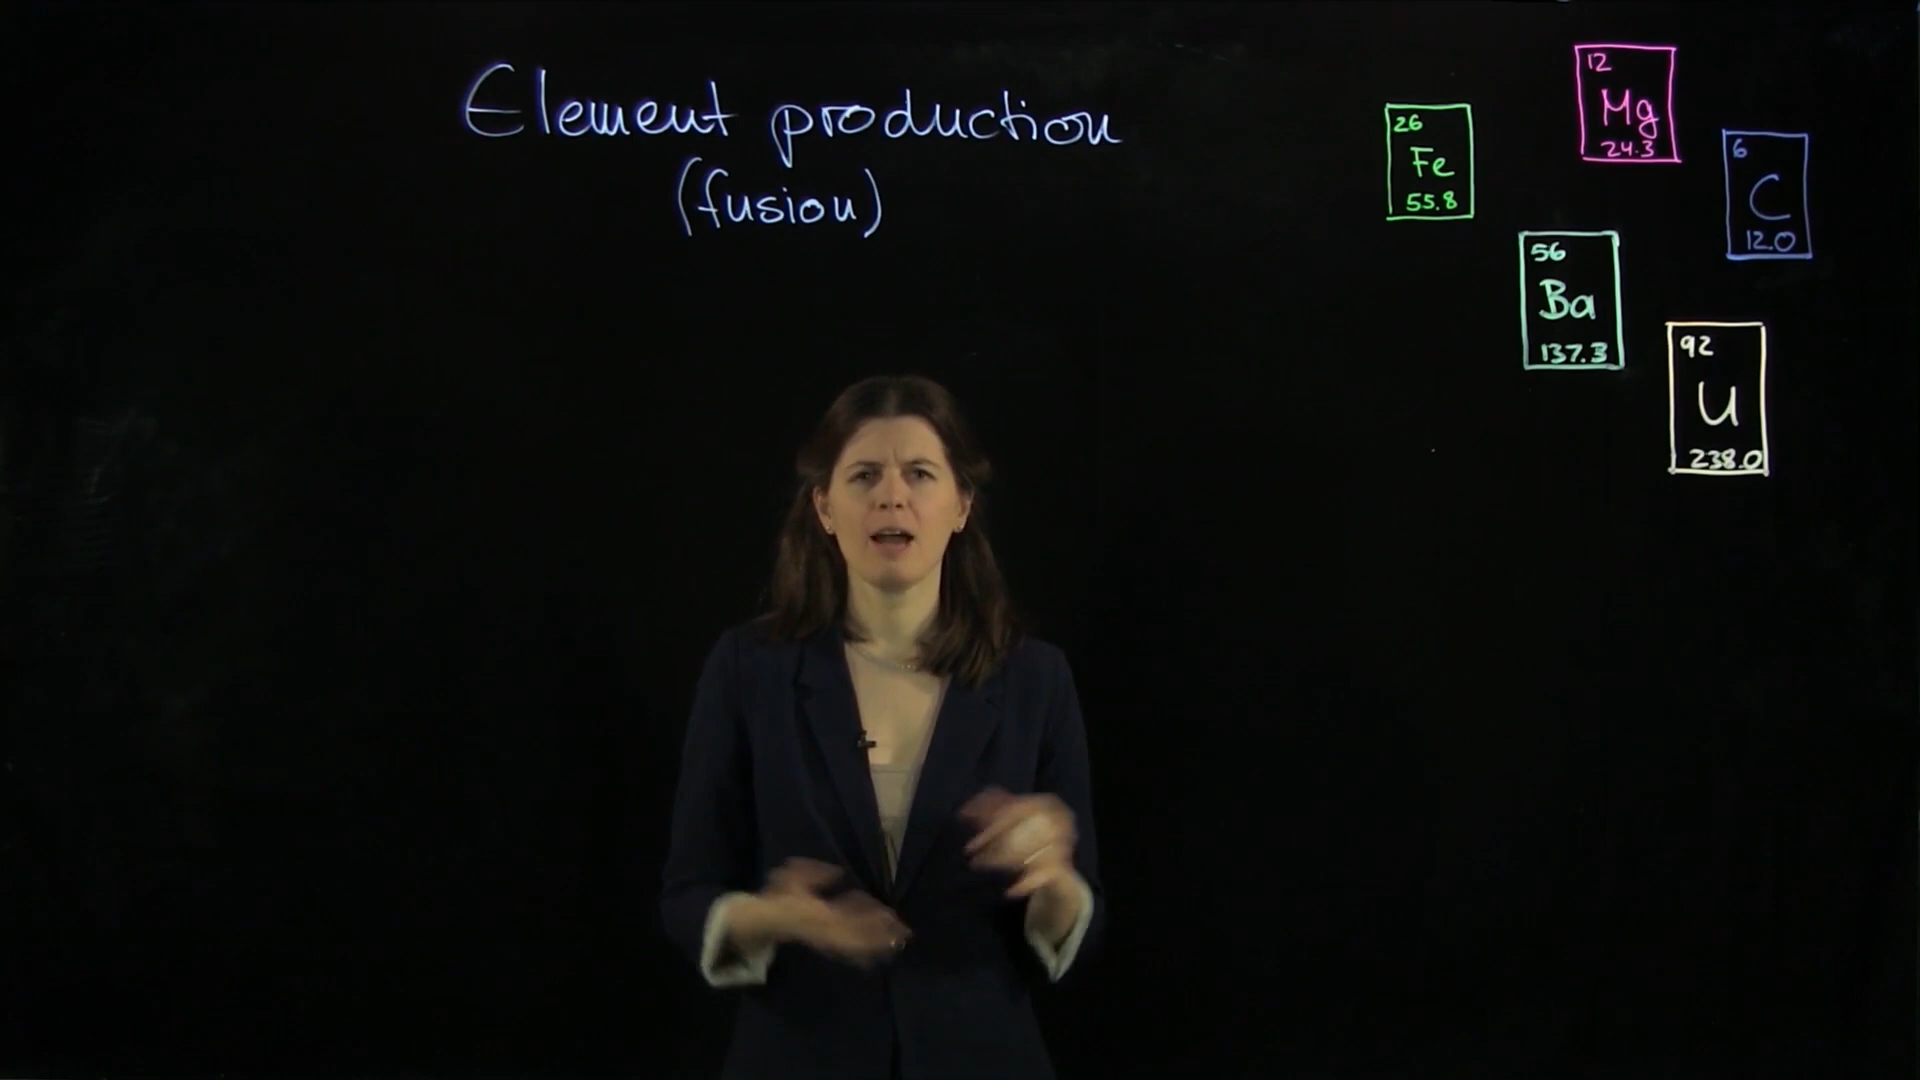 Element production
(fusion)
26
Fe
55.8
12
Mg
24.3
6
C
12.0
56
Ba
137.3
92
U
238.0